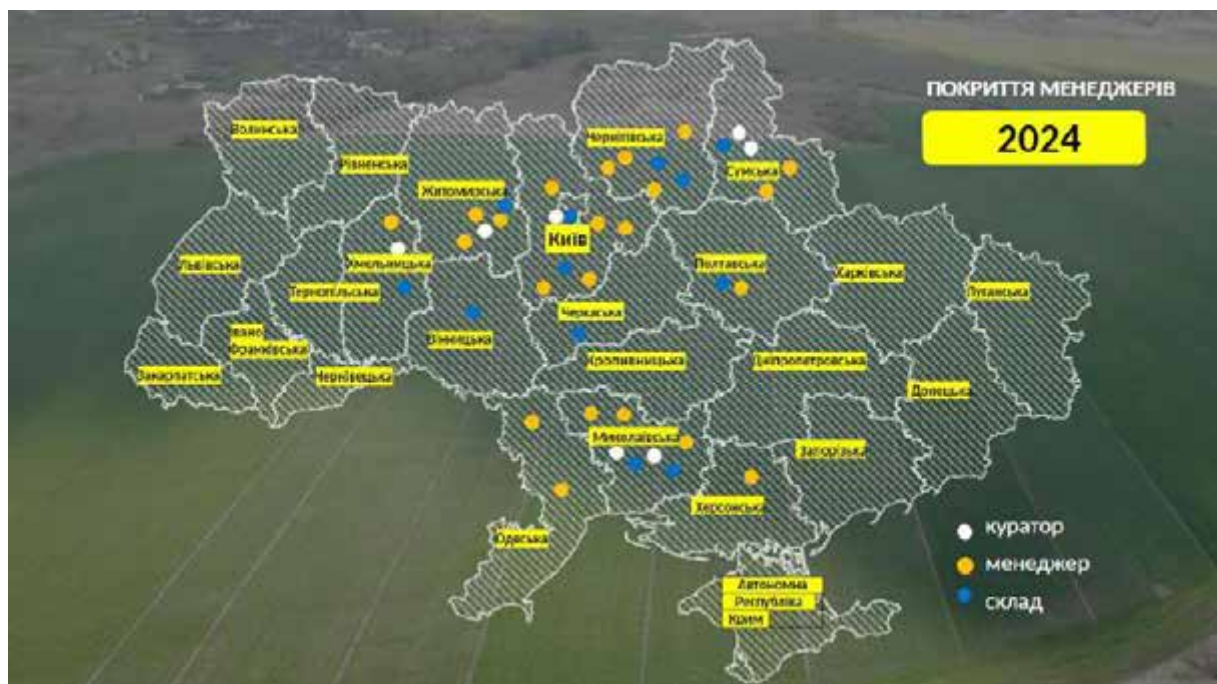 ПОКРИТТЯ МЕНЕДЖЕРІВ
2024
Волинська
Рівненська
Житомирська
Чернігівська
Сумська
Київ
Львівська
Тернопільська
Хмельницька
Полтавська
Харківська
Луганська
Івано
Франківська
Вінницька
Черкаська
Закарпатська
Чернівецька
Кропивницька
Дніпропетровська
Донецька
Миколаївська
Запорізька
Херсонська
Одеська
Автономна
Республіка
Крим
куратор
менеджер
склад